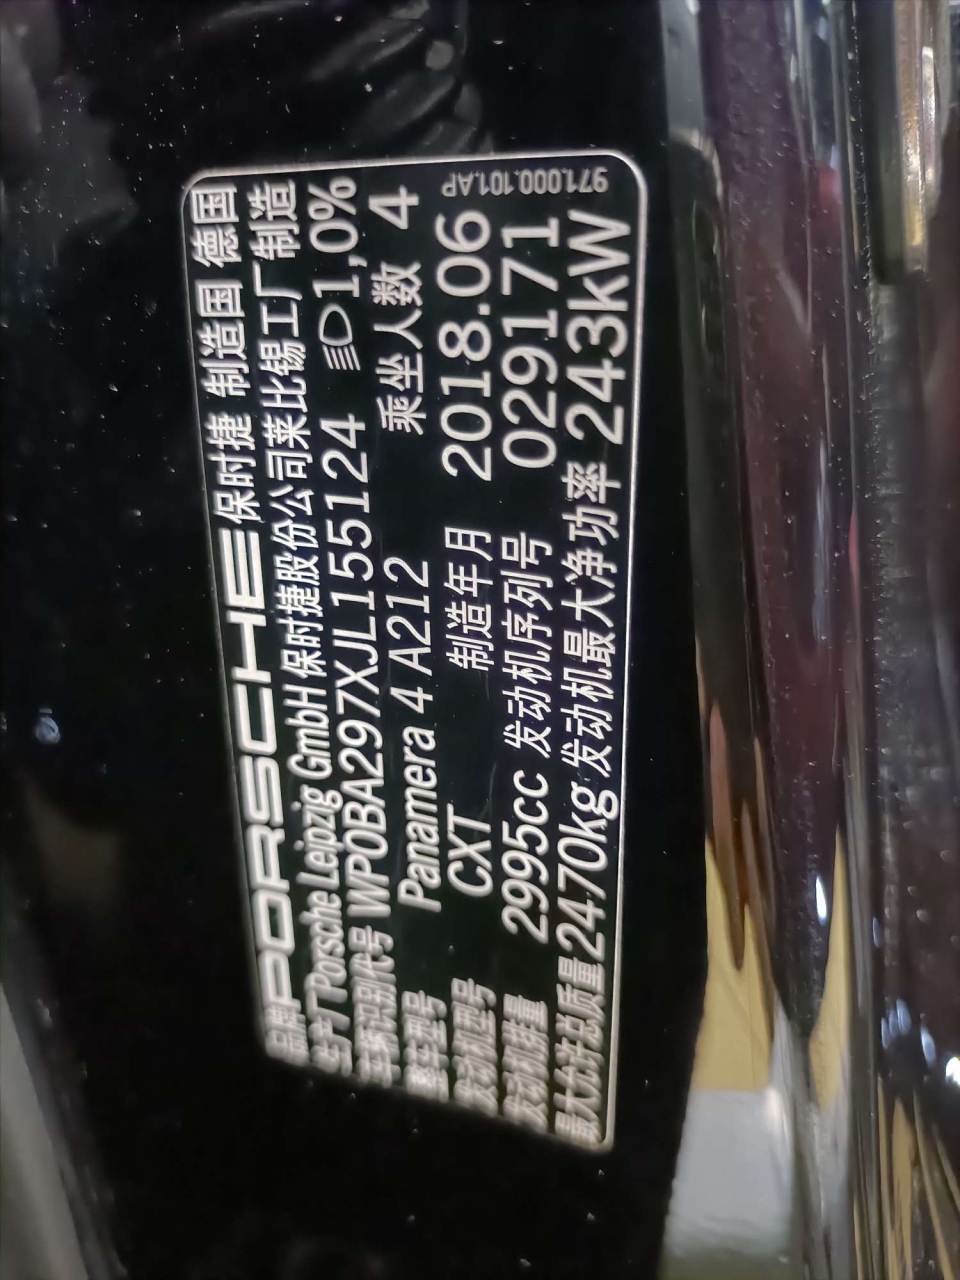 品牌 PORSCHE 保时捷 制造国 德国
生产厂 Porsche Leipzig GmbH 保时捷股份公司莱比锡工厂制造
车辆识别代号 WP0BA297XJL155124 1,0%
整车型号 Panamera 4 A212 乘坐人数 4
发动机型号 CXT 制造年月 2018.06
发动机排量 2995cc 发动机序列号 029171
最大允许总质量 2470kg 发动机最大净功率 243kW
971.000.101.AP